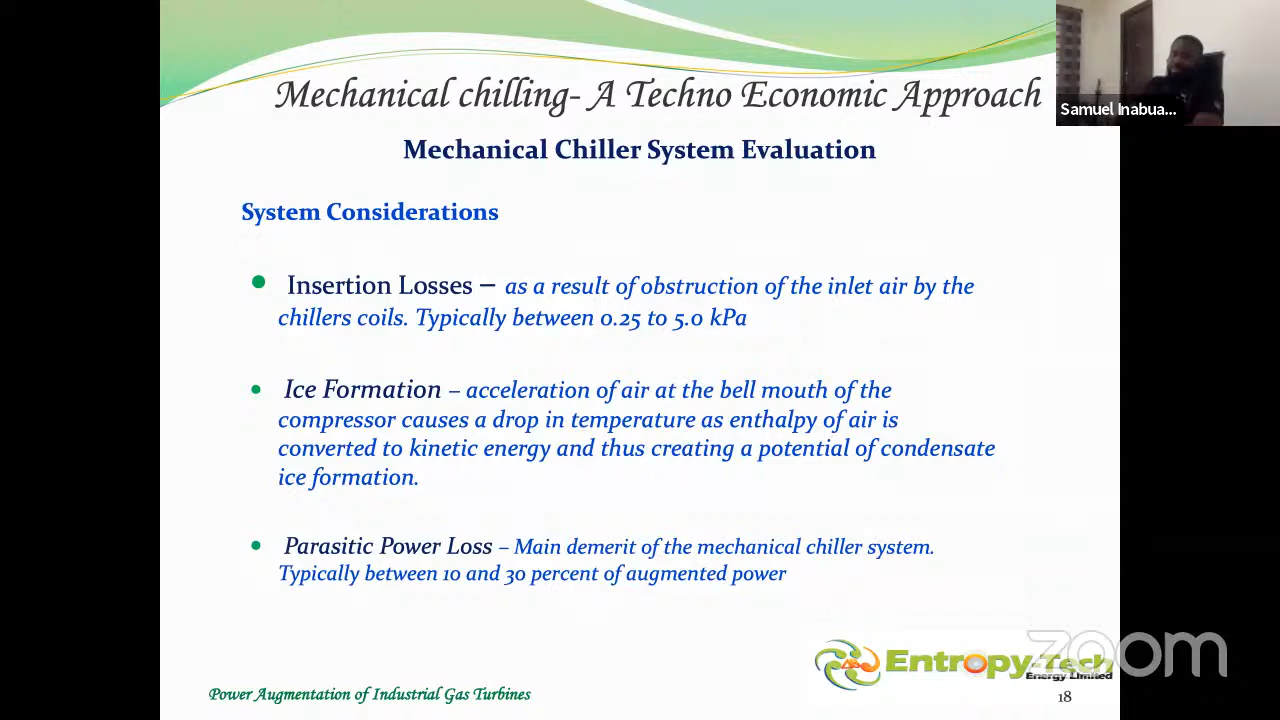 Mechanical chilling- A Techno Economic Approach
Samuel Inabua...
Mechanical Chiller System Evaluation
System Considerations
• Insertion Losses – as a result of obstruction of the inlet air by the
chillers coils. Typically between 0.25 to 5.0 kPa
• Ice Formation – acceleration of air at the bell mouth of the
compressor causes a drop in temperature as enthalpy of air is
converted to kinetic energy and thus creating a potential of condensate
ice formation.
• Parasitic Power Loss – Main demerit of the mechanical chiller system.
Typically between 10 and 30 percent of augmented power
Entropy-Tech
Energy Limited
zoom
Power Augmentation of Industrial Gas Turbines
18